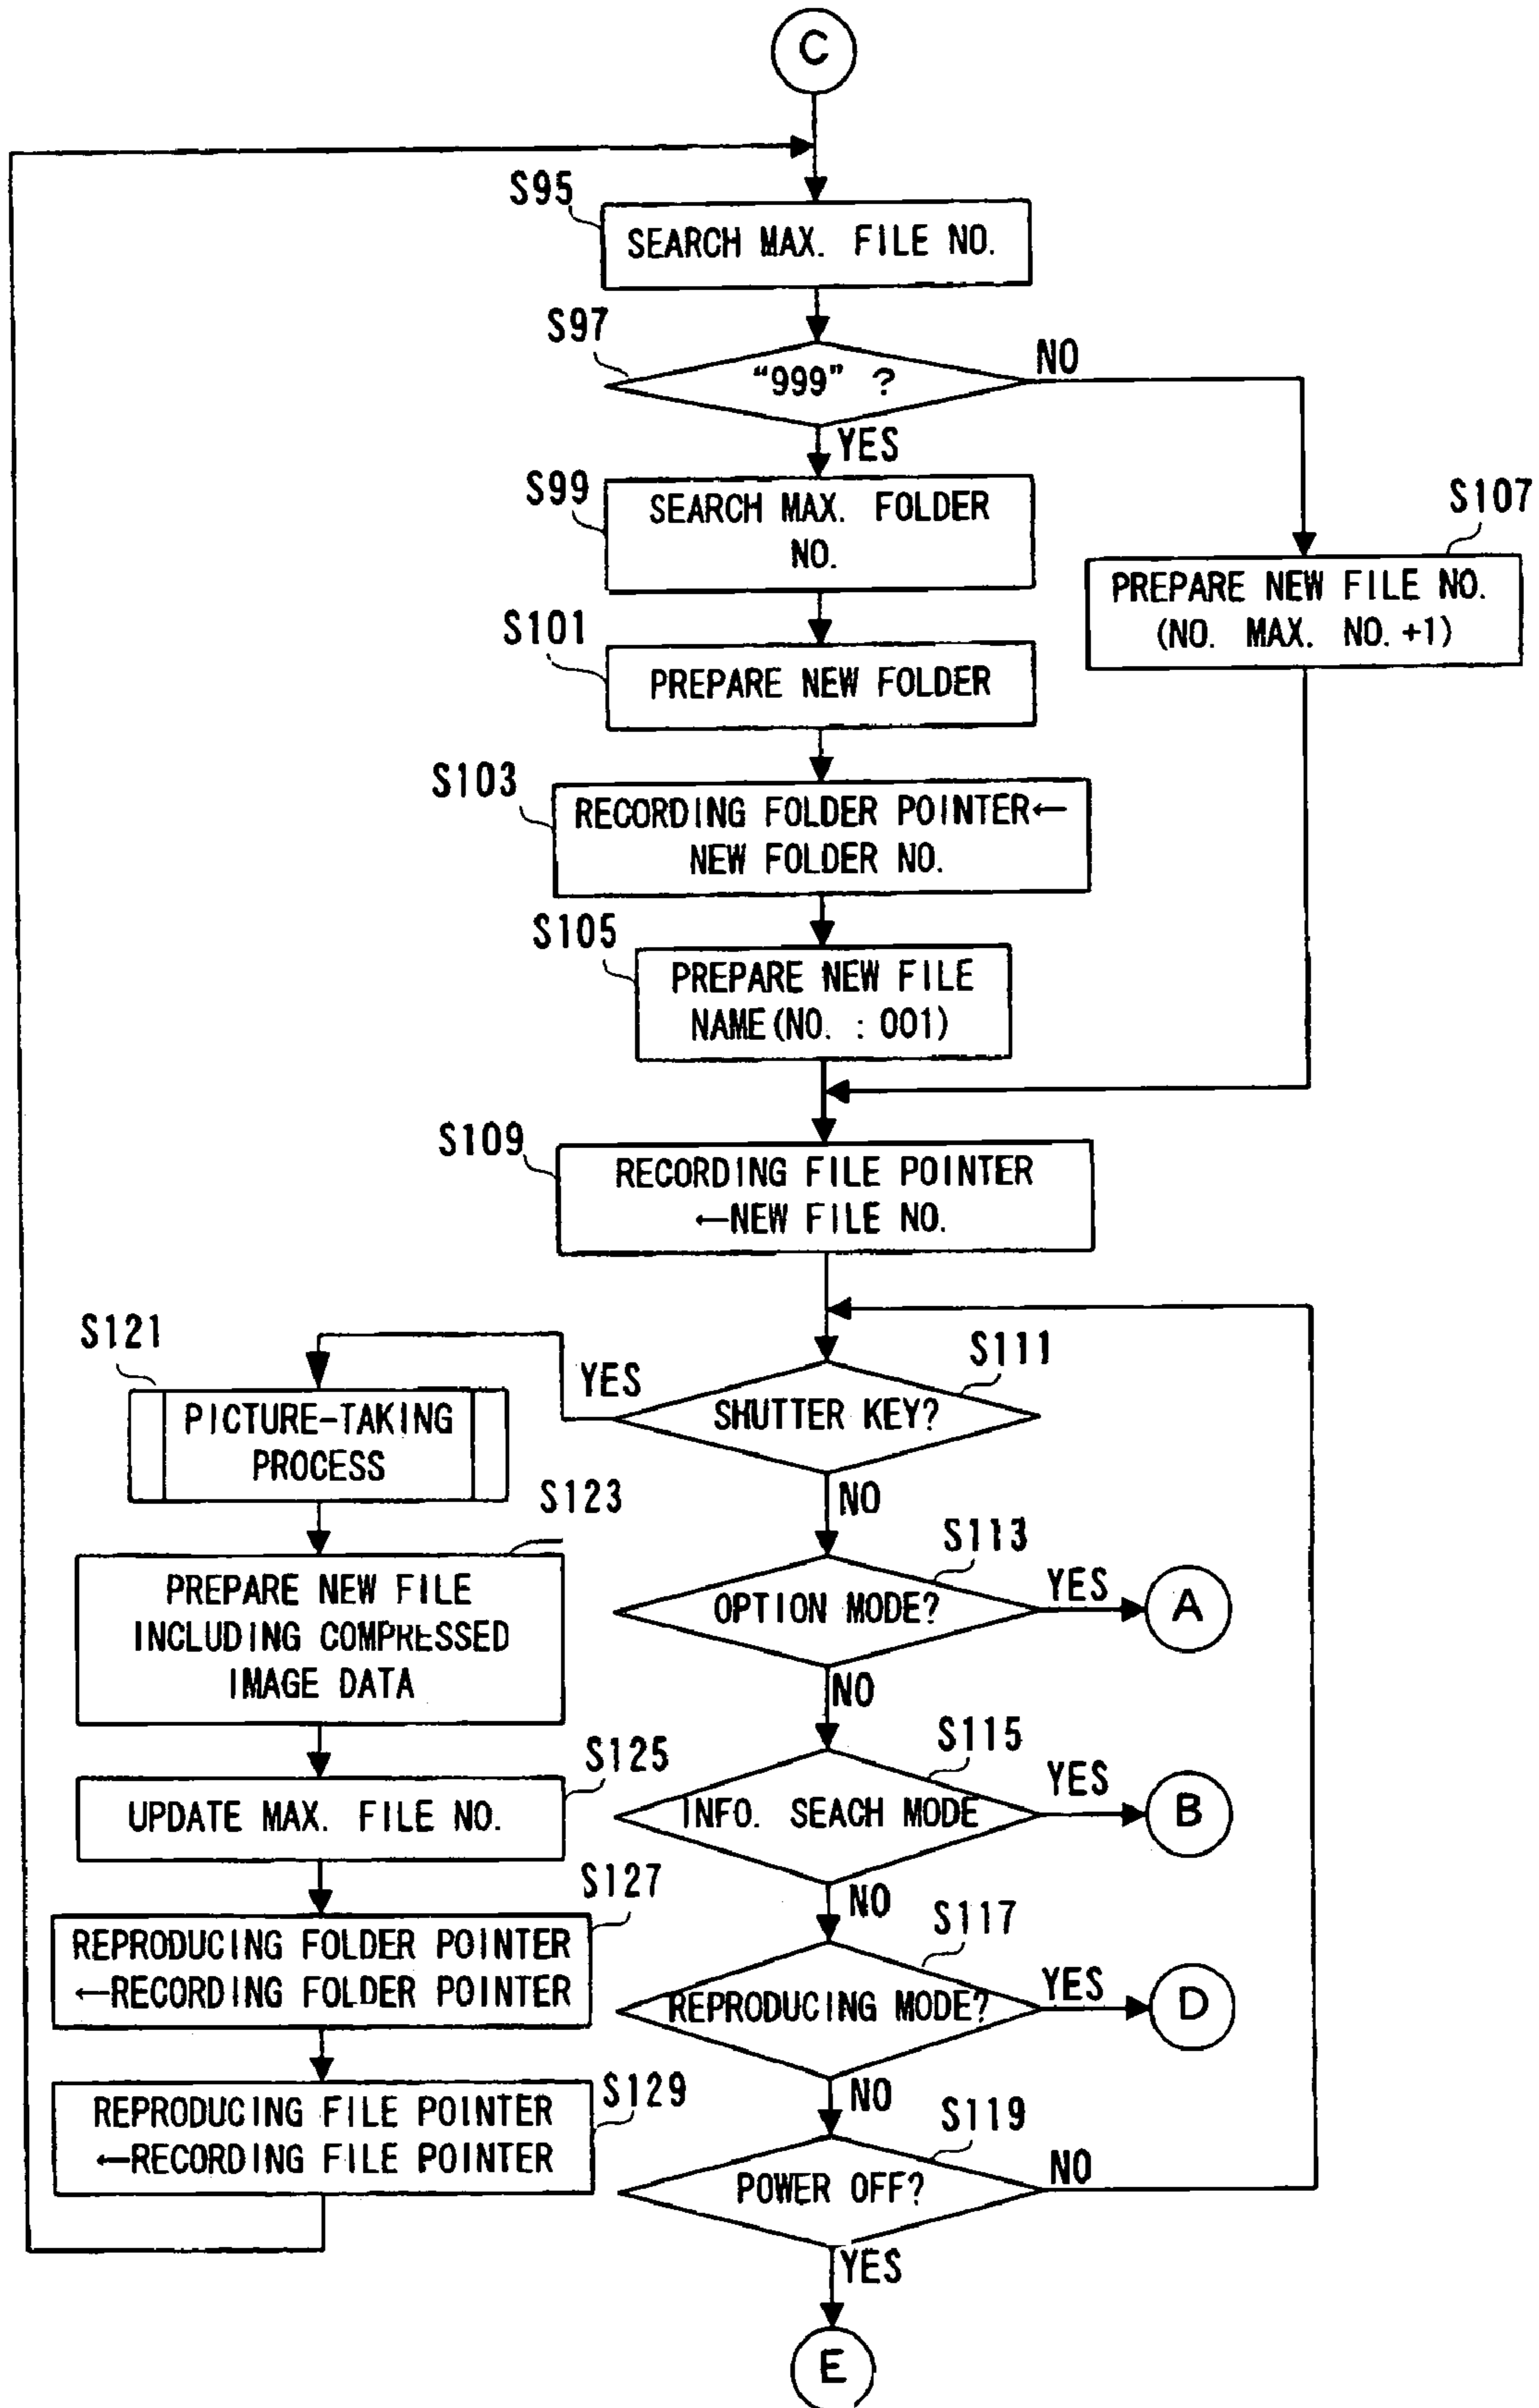 C
S95
SEARCH MAX. FILE NO.
S97
“999” ?
NO
YES
S99
SEARCH MAX. FOLDER
NO.
S107
PREPARE NEW FILE NO.
(NO. MAX. NO.+1)
S101
PREPARE NEW FOLDER
S103
RECORDING FOLDER POINTER←
NEW FOLDER NO.
S105
PREPARE NEW FILE
NAME(NO. : 001)
S109
RECORDING FILE POINTER
←NEW FILE NO.
S111
SHUTTER KEY?
YES
NO
S121
PICTURE-TAKING
PROCESS
S123
PREPARE NEW FILE
INCLUDING COMPRESSED
IMAGE DATA
S113
OPTION MODE?
YES
A
NO
S125
UPDATE MAX. FILE NO.
S115
INFO. SEACH MODE
YES
B
NO
S127
REPRODUCING FOLDER POINTER
←RECORDING FOLDER POINTER
S117
REPRODUCING MODE?
YES
D
NO
S129
REPRODUCING FILE POINTER
←RECORDING FILE POINTER
S119
POWER OFF?
NO
YES
E